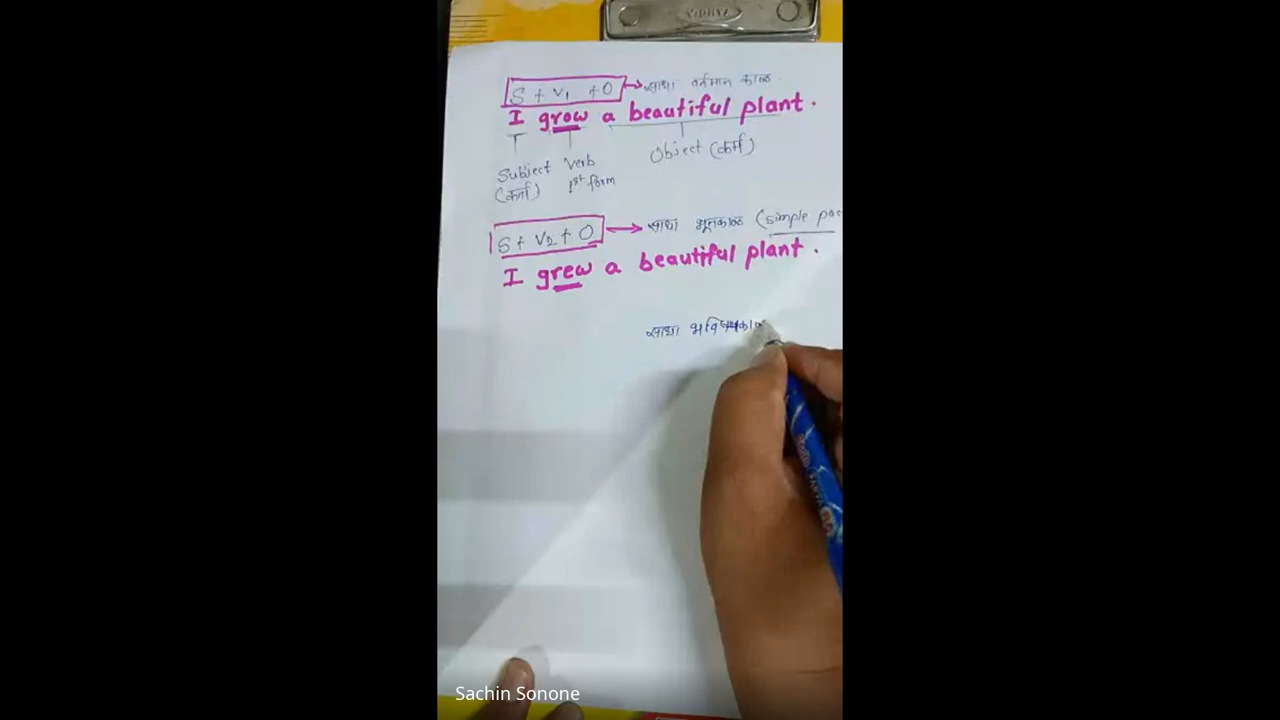 S + V1 + O → साधा वर्तमान काळ.
I grow a beautiful plant.
Subject Verb Object (कर्म)
(कर्ता) 1st form
S + V2 + O → साधा भूतकाळ (simple pas
I grew a beautiful plant.
साधा भविष्यकाळ
Sachin Sonone